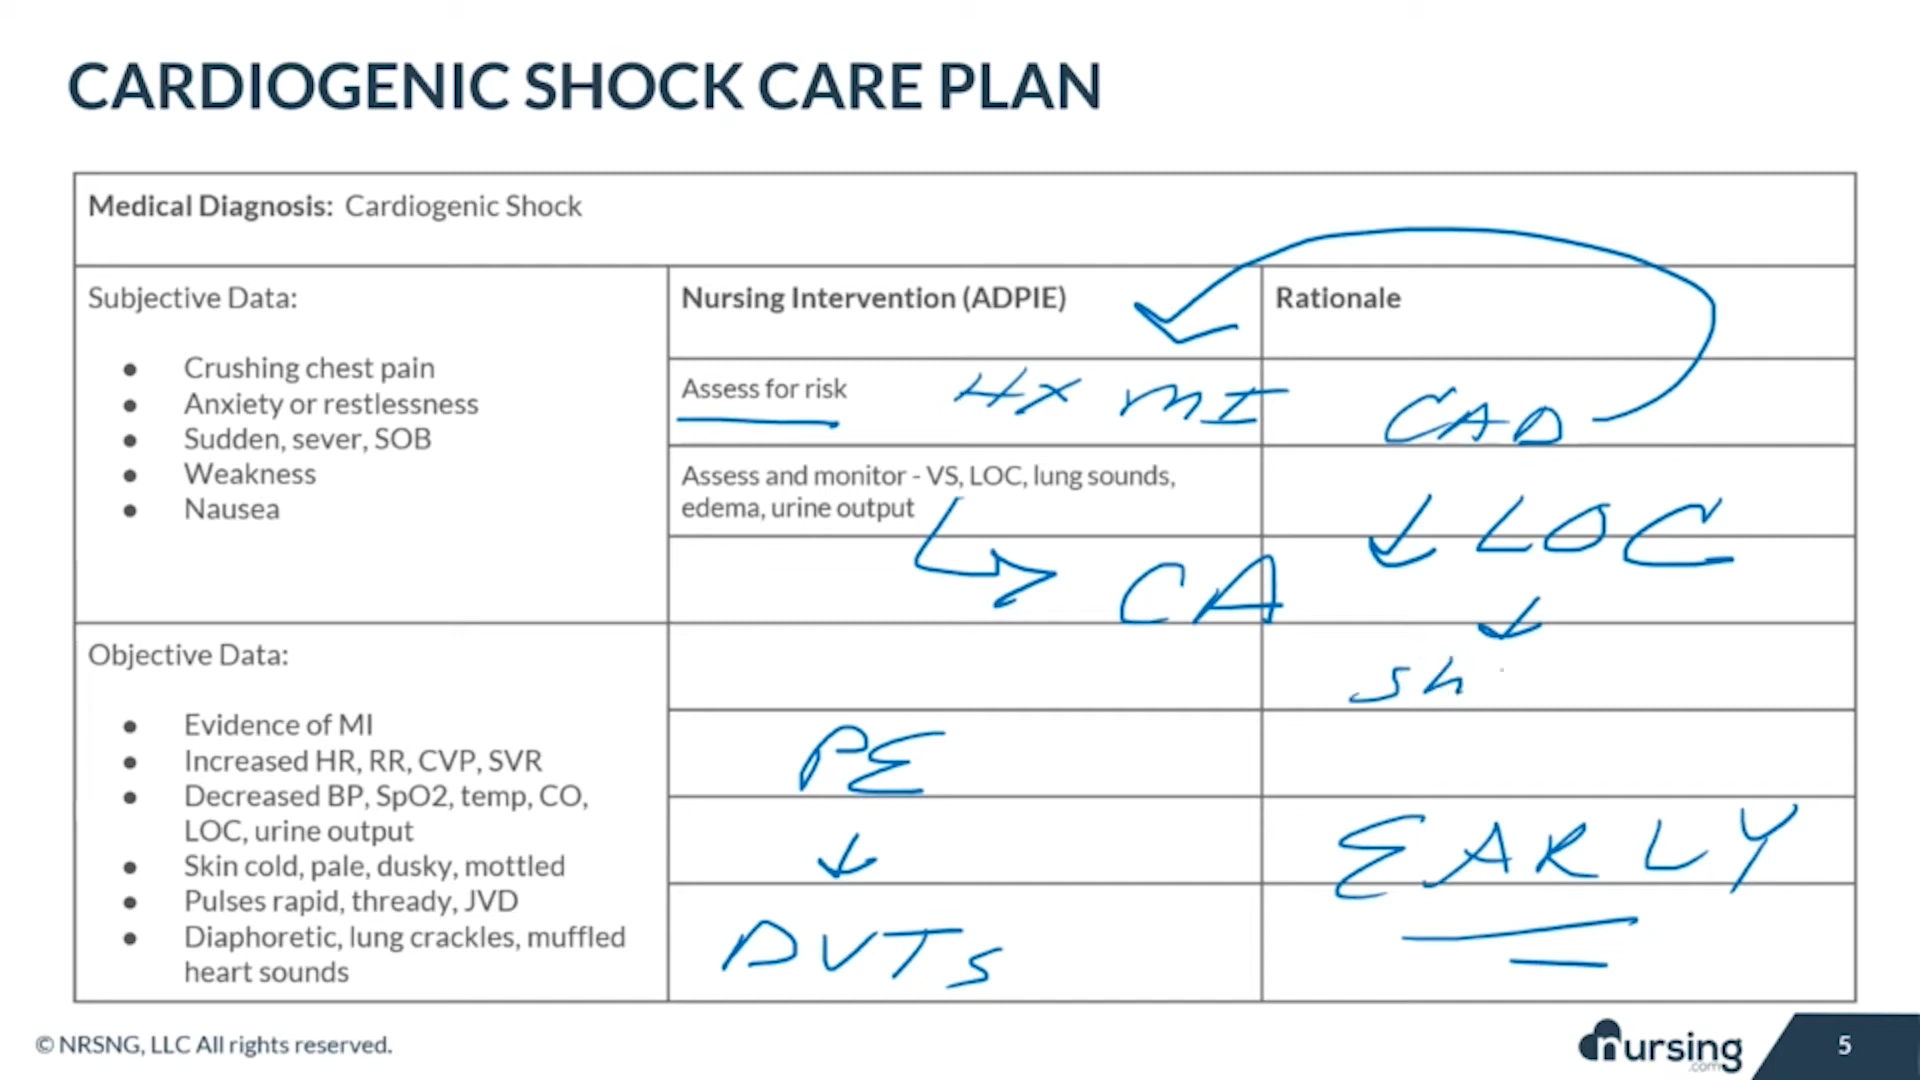 CARDIOGENIC SHOCK CARE PLAN
Medical Diagnosis: Cardiogenic Shock
Subjective Data:
• Crushing chest pain
• Anxiety or restlessness
• Sudden, sever, SOB
• Weakness
• Nausea
Nursing Intervention (ADPIE)
Rationale
Assess for risk
HX MI
CAD
Assess and monitor - VS, LOC, lung sounds,
edema, urine output
LOC
CA
Sh
Objective Data:
• Evidence of MI
• Increased HR, RR, CVP, SVR
• Decreased BP, SpO2, temp, CO,
LOC, urine output
• Skin cold, pale, dusky, mottled
• Pulses rapid, thready, JVD
• Diaphoretic, lung crackles, muffled
heart sounds
PE
EARLY
DVTs
© NRSNG, LLC All rights reserved.
nursing
.com
5